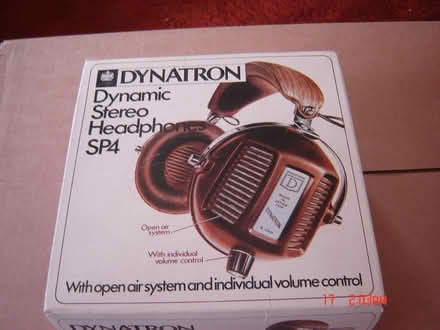 DYNATRON
Dynamic
Stereo
Headphones
SP4
Open air
system
With individual
volume control
D
DYNATRON
With open air system and individual volume control